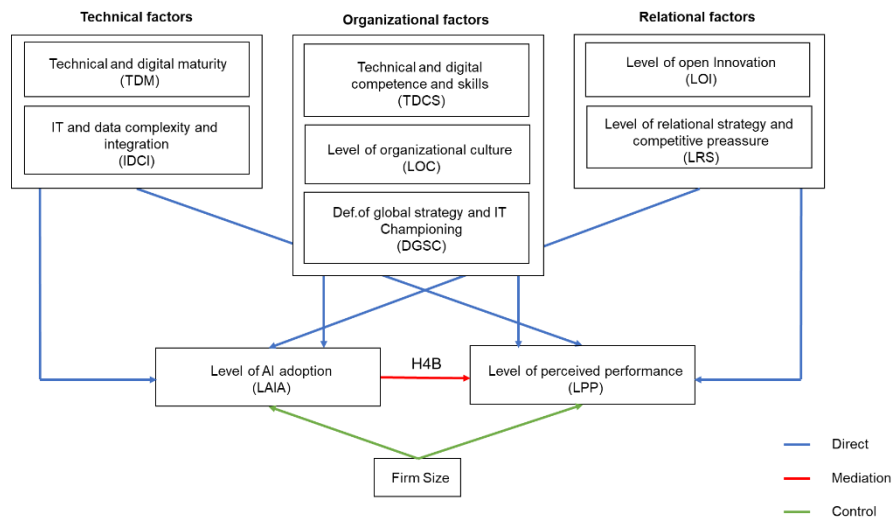 Technical factors
Organizational factors
Relational factors
Technical and digital maturity
(TDM)
IT and data complexity and
integration
(IDCI)
Technical and digital
competence and skills
(TDCS)
Level of organizational culture
(LOC)
Def.of global strategy and IT
Championing
(DGSC)
Level of open Innovation
(LOI)
Level of relational strategy and
competitive preassure
(LRS)
Level of AI adoption
(LAIA)
H4B
Level of perceived performance
(LPP)
Firm Size
Direct
Mediation
Control